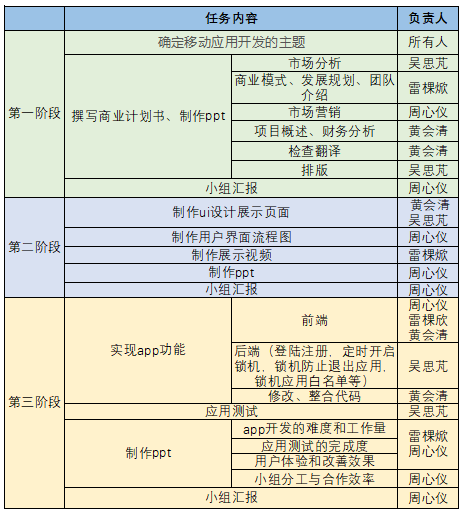 任务内容 负责人
第一阶段
确定移动应用开发的主题 所有人
撰写商业计划书、制作ppt
市场分析 吴思芃
商业模式、发展规划、团队
介绍
雷棵焮
市场营销 周心仪
项目概述、财务分析 黄会清
检查翻译 黄会清
排版 吴思芃
小组汇报 周心仪
第二阶段
制作ui设计展示页面
黄会清
吴思芃
制作用户界面流程图 周心仪
制作展示视频 雷棵焮
制作ppt 周心仪
小组汇报 周心仪
第三阶段
实现app功能
前端
周心仪
雷棵欣
黄会清
后端（登陆注册，定时开启
锁机、锁机防止退出应用，
锁机应用白名单等）
吴思芃
修改、整合代码 黄会清
应用测试 吴思芃
制作ppt
app开发的难度和工作量
应用测试的完成度
用户体验和改善效果
雷棵焮
周心仪
小组分工与合作效率 周心仪
小组汇报 周心仪